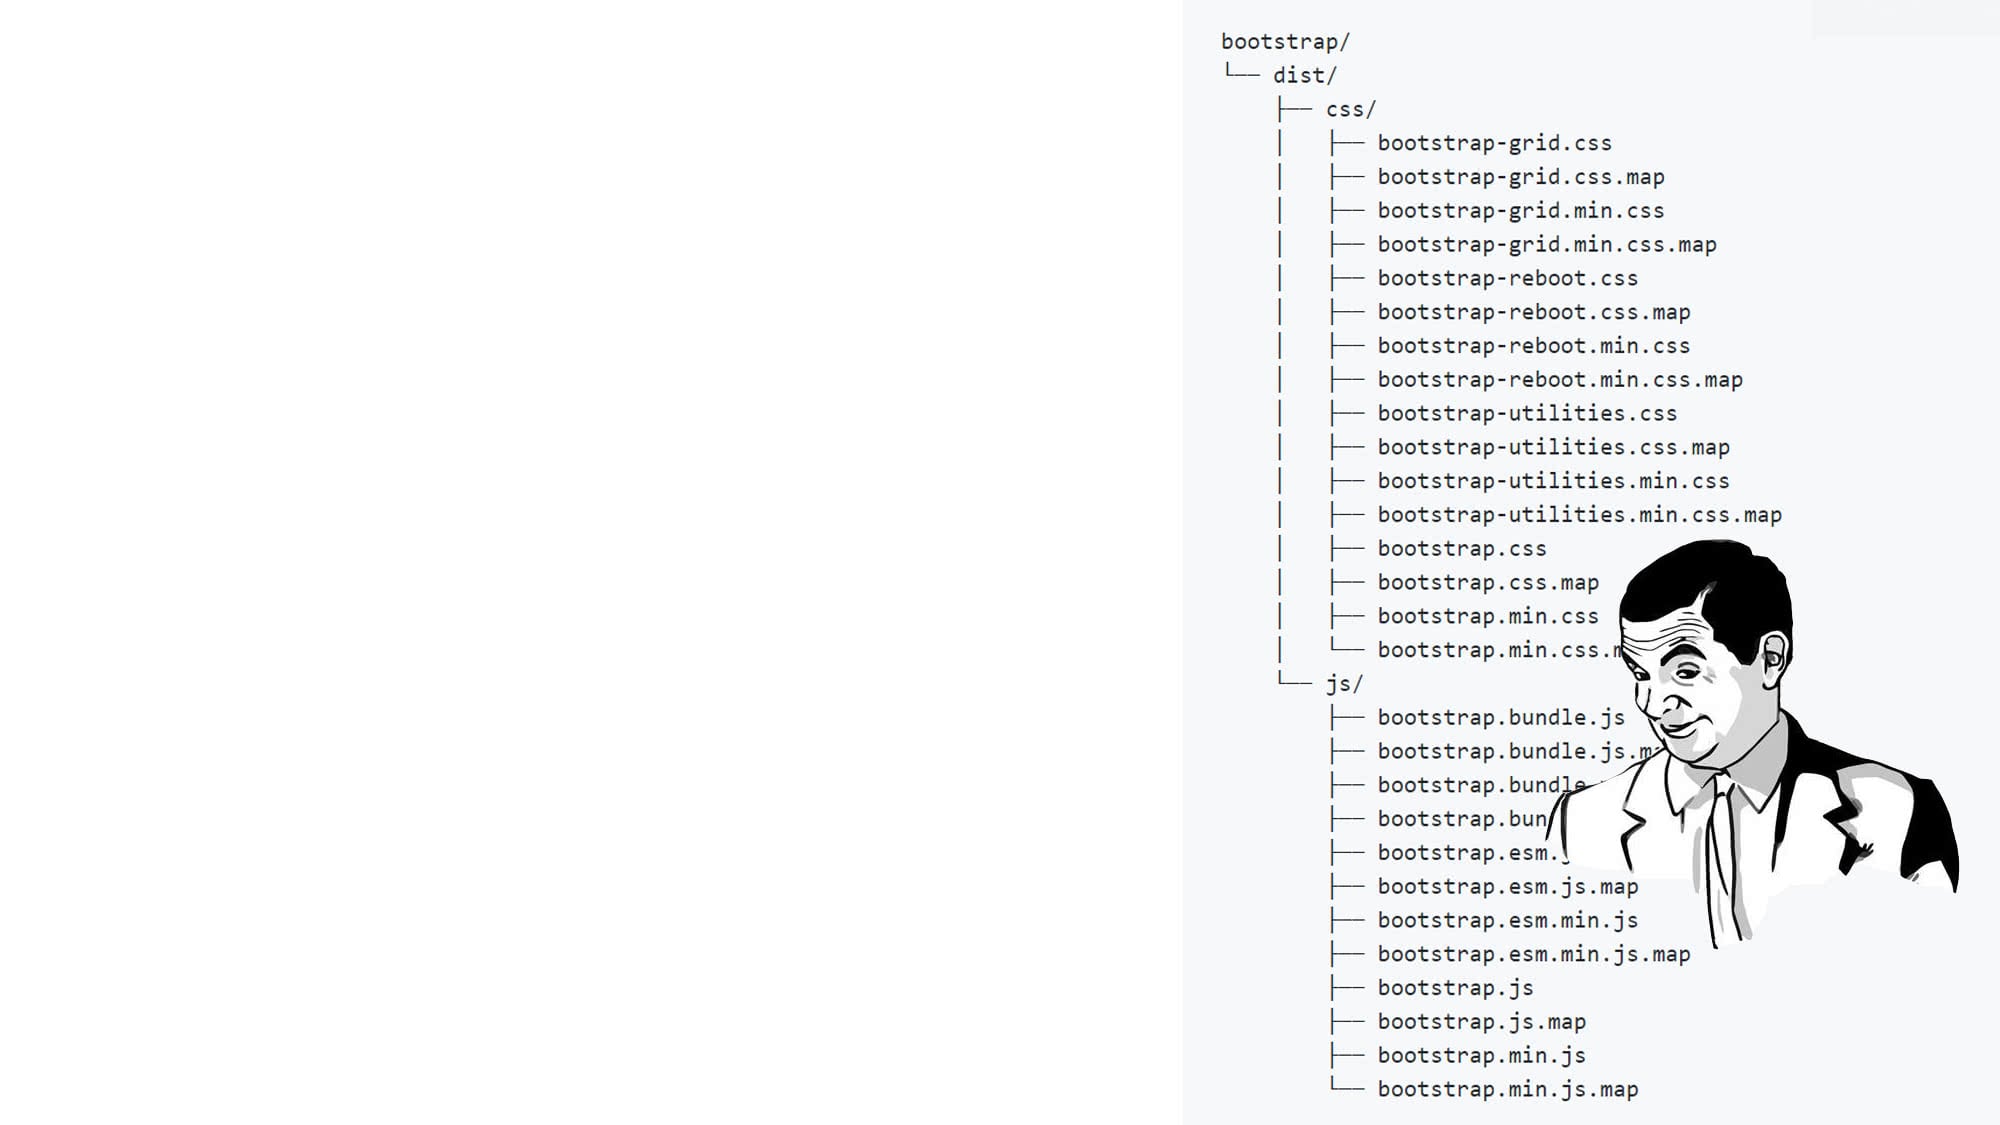 bootstrap/
└── dist/
    ├── css/
    │   ├── bootstrap-grid.css
    │   ├── bootstrap-grid.css.map
    │   ├── bootstrap-grid.min.css
    │   ├── bootstrap-grid.min.css.map
    │   ├── bootstrap-reboot.css
    │   ├── bootstrap-reboot.css.map
    │   ├── bootstrap-reboot.min.css
    │   ├── bootstrap-reboot.min.css.map
    │   ├── bootstrap-utilities.css
    │   ├── bootstrap-utilities.css.map
    │   ├── bootstrap-utilities.min.css
    │   ├── bootstrap-utilities.min.css.map
    │   ├── bootstrap.css
    │   ├── bootstrap.css.map
    │   ├── bootstrap.min.css
    │   └── bootstrap.min.css.
    └── js/
        ├── bootstrap.bundle.js
        ├── bootstrap.bundle.js.
        ├── bootstrap.bundle
        ├── bootstrap.bun
        ├── bootstrap.esm.
        ├── bootstrap.esm.js.map
        ├── bootstrap.esm.min.js
        ├── bootstrap.esm.min.js.map
        ├── bootstrap.js
        ├── bootstrap.js.map
        ├── bootstrap.min.js
        └── bootstrap.min.js.map